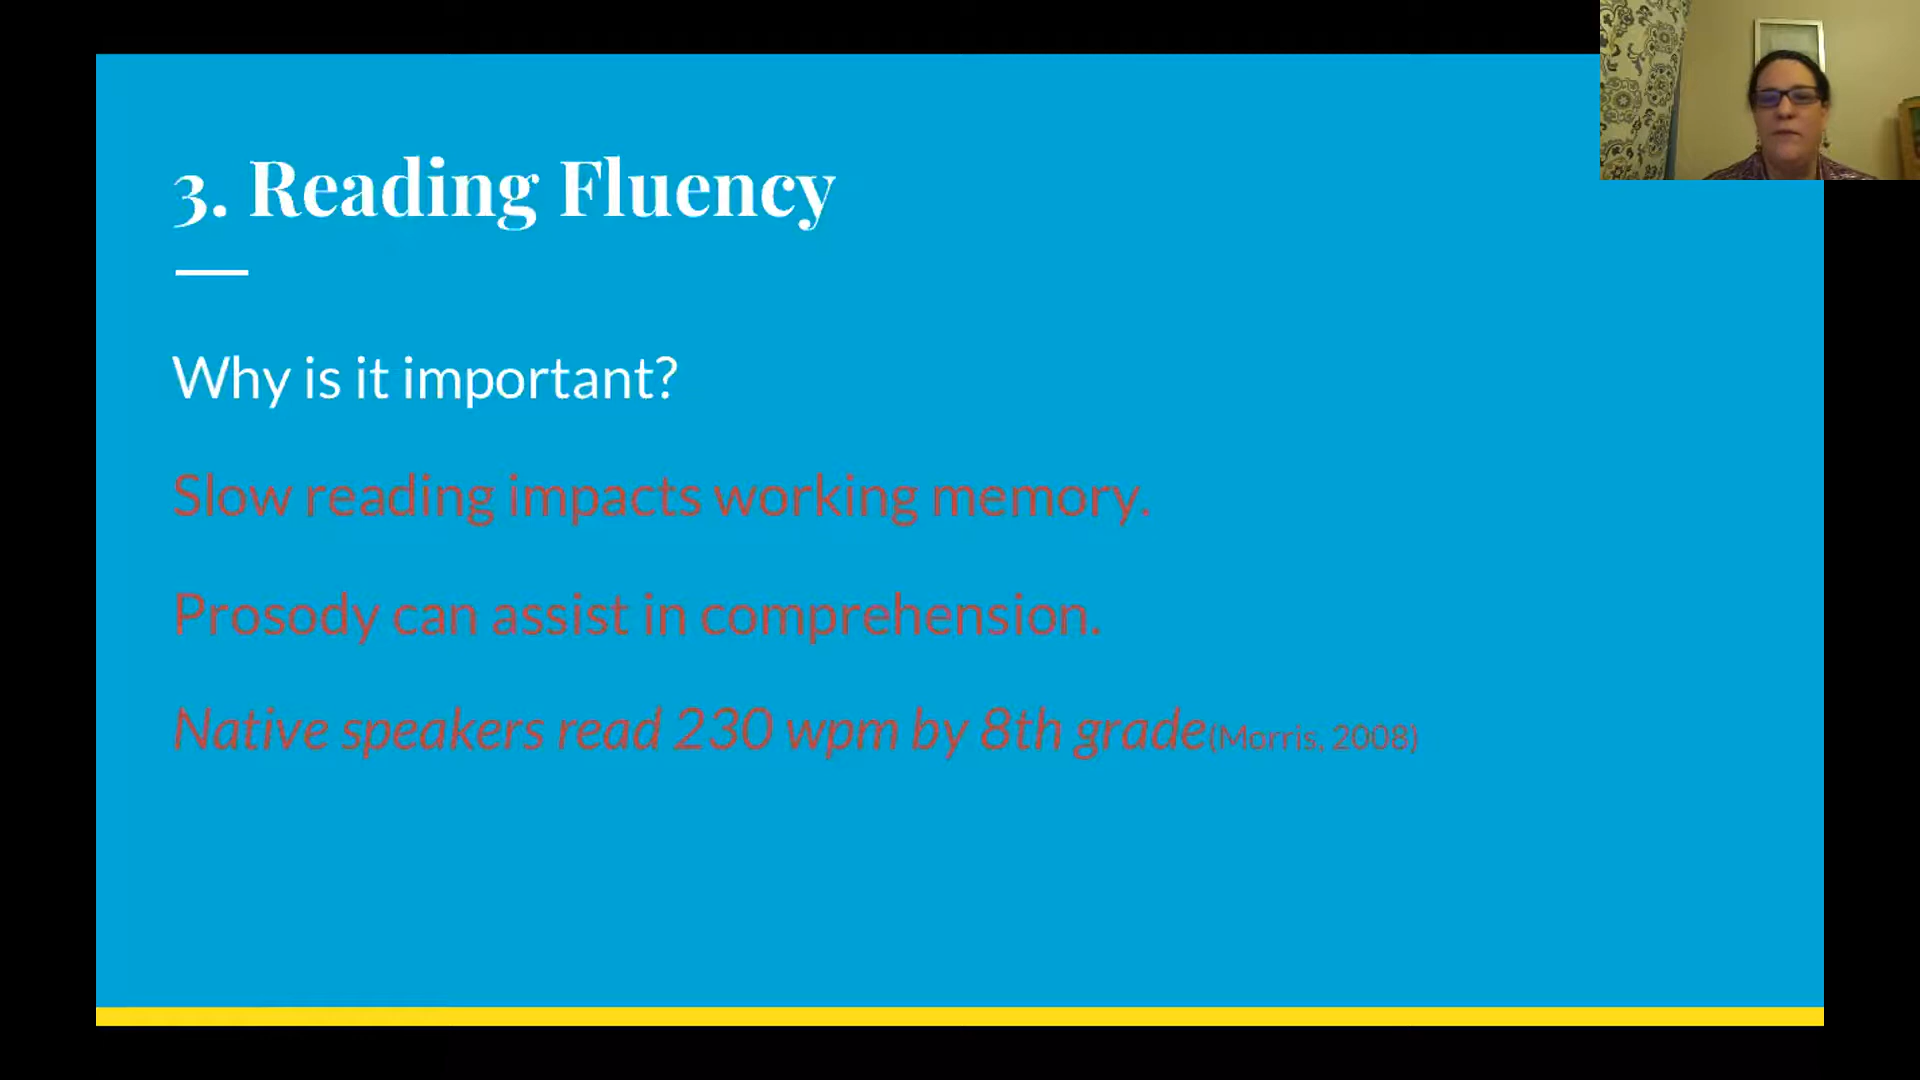 3. Reading Fluency
Why is it important?
Slow reading impacts working memory.
Prosody can assist in comprehension.
Native speakers read 230 wpm by 8th grade(Morris, 2008)